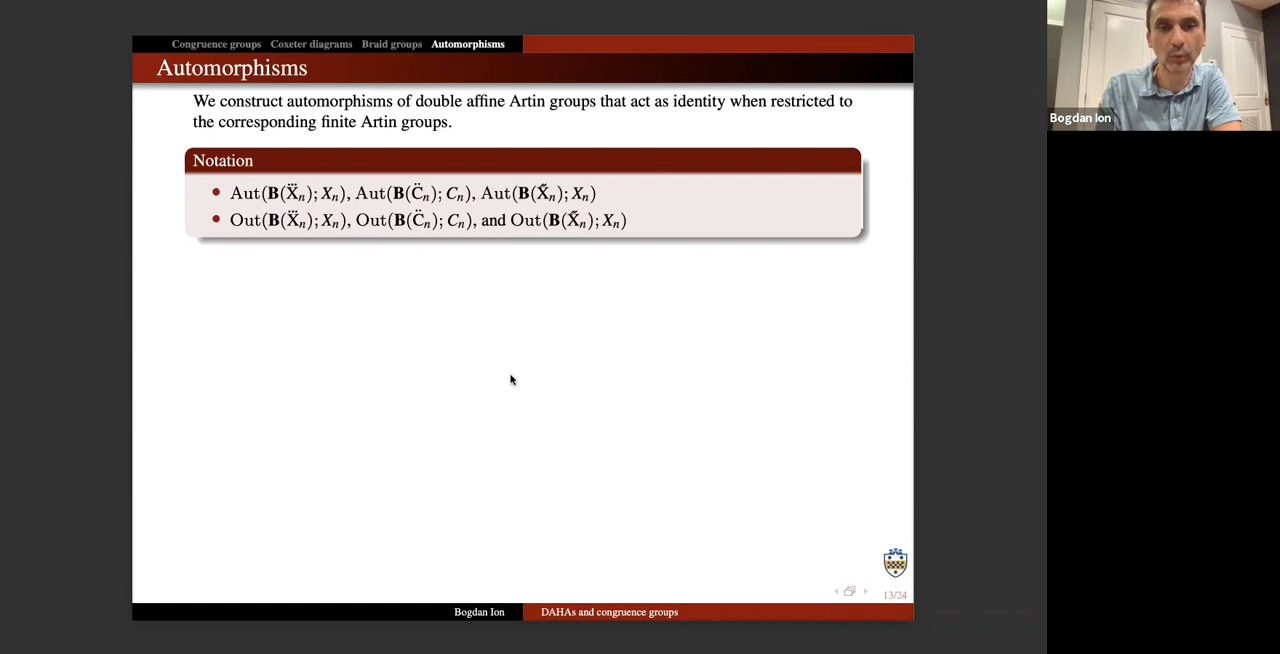 Congruence groups Coxeter diagrams Braid groups Automorphisms
Automorphisms
We construct automorphisms of double affine Artin groups that act as identity when restricted to
the corresponding finite Artin groups.
Notation
• Aut(B(Ẍₙ); Xₙ), Aut(B(C̈ₙ); Cₙ), Aut(B(X̃̈ₙ); Xₙ)
• Out(B(Ẍₙ); Xₙ), Out(B(C̈ₙ); Cₙ), and Out(B(X̃̈ₙ); Xₙ)
13/24
Bogdan Ion DAHAs and congruence groups
Bogdan Ion